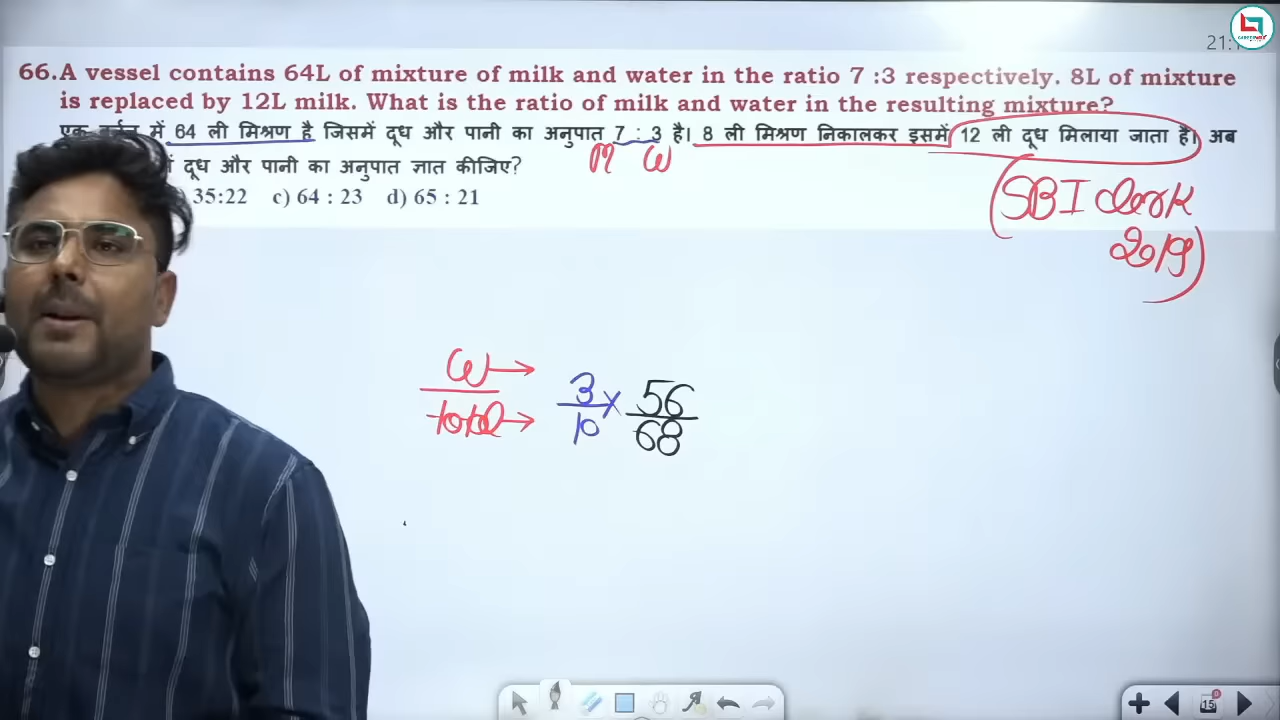 21:1
66.A vessel contains 64L of mixture of milk and water in the ratio 7 :3 respectively. 8L of mixture
is replaced by 12L milk. What is the ratio of milk and water in the resulting mixture?
एक बर्तन में 64 ली मिश्रण है जिसमें दूध और पानी का अनुपात 7 : 3 है। 8 ली मिश्रण निकालकर इसमें 12 ली दूध मिलाया जाता है। अब
दूध और पानी का अनुपात ज्ञात कीजिए?
M W
35:22 c) 64 : 23 d) 65 : 21
(SBI clerk
2019)
W → 3 × 56
total → 10 68
15